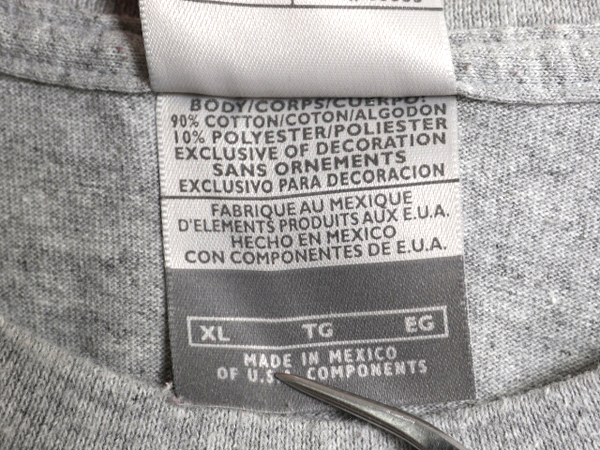 BODY/CORPS/CUERPO:
90% COTTON/COTON/ALGODON
10% POLYESTER/POLIESTER
EXCLUSIVE OF DECORATION
SANS ORNEMENTS
EXCLUSIVO PARA DECORACION
FABRIQUE AU MEXIQUE
D'ELEMENTS PRODUITS AUX E.U.A.
HECHO EN MEXICO
CON COMPONENTES DE E.U.A.
XL TG EG
MADE IN MEXICO
OF U.S.A. COMPONENTS